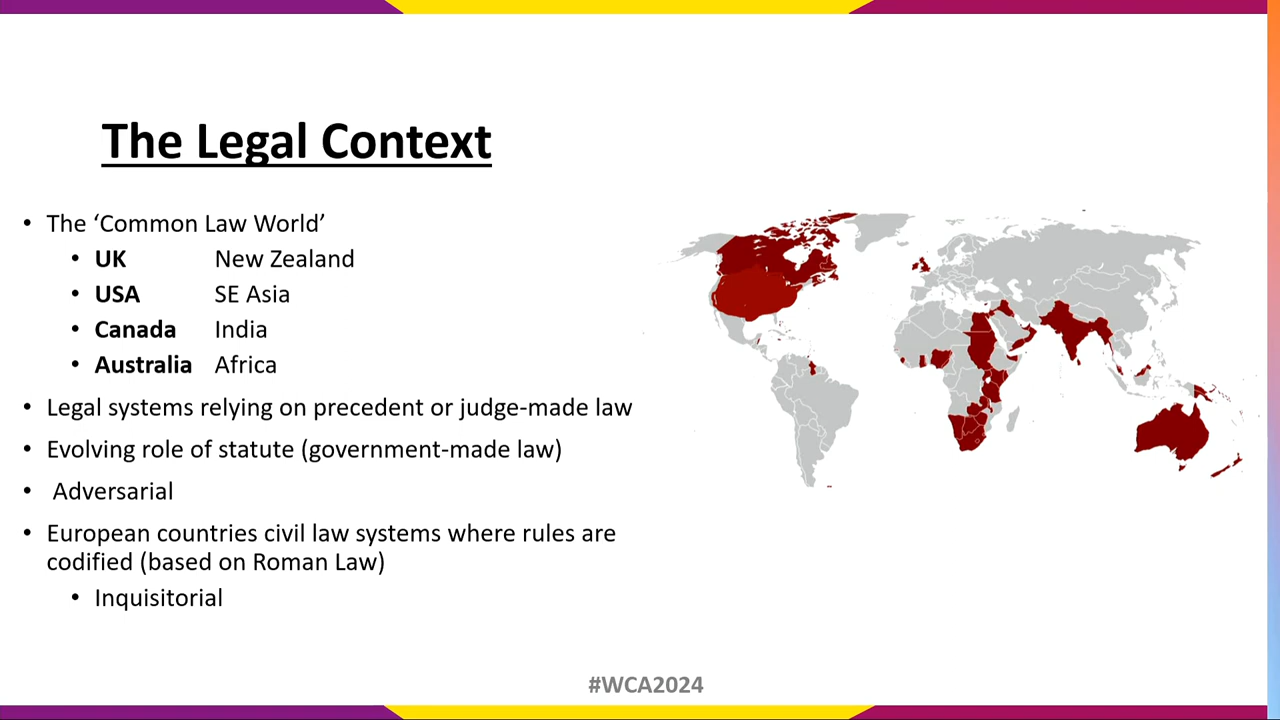 The Legal Context
• The ‘Common Law World’
• UK New Zealand
• USA SE Asia
• Canada India
• Australia Africa
• Legal systems relying on precedent or judge-made law
• Evolving role of statute (government-made law)
• Adversarial
• European countries civil law systems where rules are
codified (based on Roman Law)
• Inquisitorial
#WCA2024